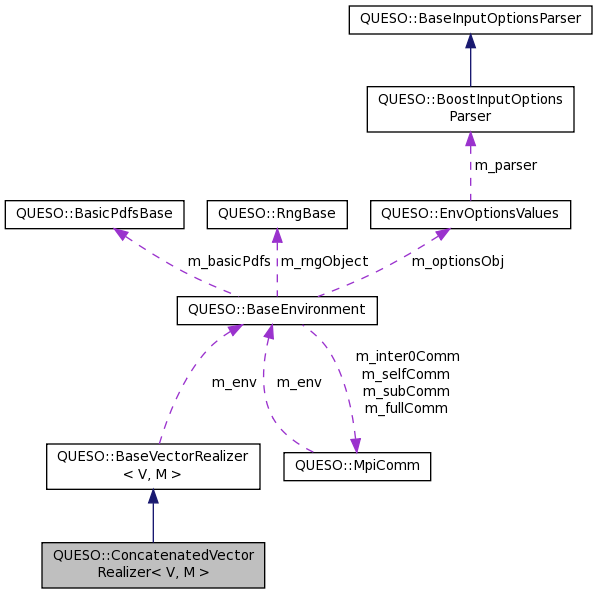 QUESO::BaseInputOptionsParser
QUESO::BoostInputOptions
Parser
m_parser
QUESO::BasicPdfsBase
QUESO::RngBase
QUESO::EnvOptionsValues
m_basicPdfs
m_rngObject
m_optionsObj
QUESO::BaseEnvironment
m_inter0Comm
m_selfComm
m_subComm
m_fullComm
m_env
m_env
QUESO::BaseVectorRealizer
< V, M >
QUESO::MpiComm
QUESO::ConcatenatedVector
Realizer< V, M >